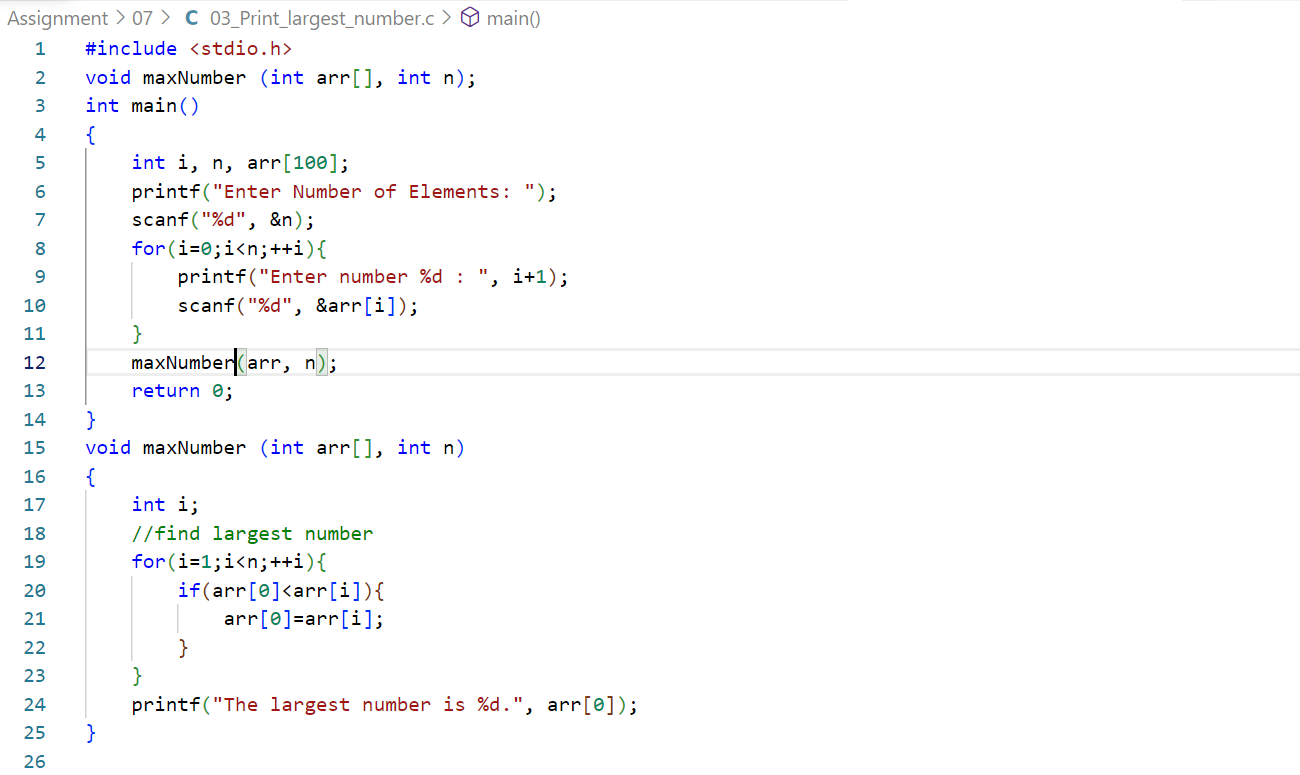 Assignment > 07 > C 03_Print_largest_number.c > main()
1 #include <stdio.h>
2 void maxNumber (int arr[], int n);
3 int main()
4 {
5     int i, n, arr[100];
6     printf("Enter Number of Elements: ");
7     scanf("%d", &n);
8     for(i=0;i<n;++i){
9         printf("Enter number %d : ", i+1);
10         scanf("%d", &arr[i]);
11     }
12     maxNumber(arr, n);
13     return 0;
14 }
15 void maxNumber (int arr[], int n)
16 {
17     int i;
18     //find largest number
19     for(i=1;i<n;++i){
20         if(arr[0]<arr[i]){
21             arr[0]=arr[i];
22         }
23     }
24     printf("The largest number is %d.", arr[0]);
25 }
26